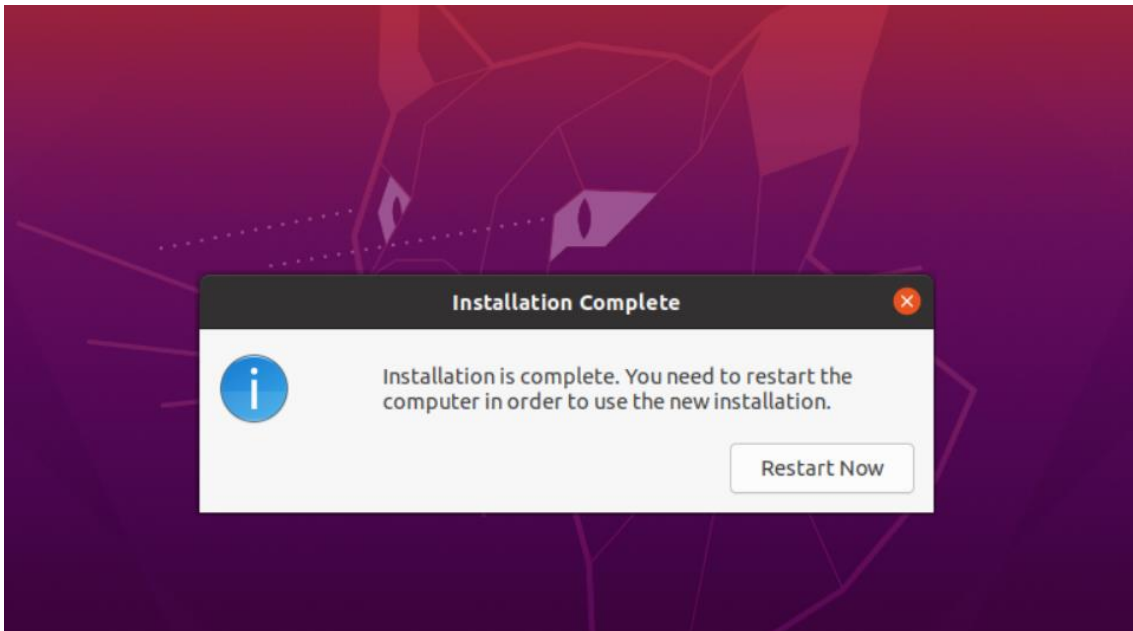 Installation Complete
Installation is complete. You need to restart the
computer in order to use the new installation.
Restart Now